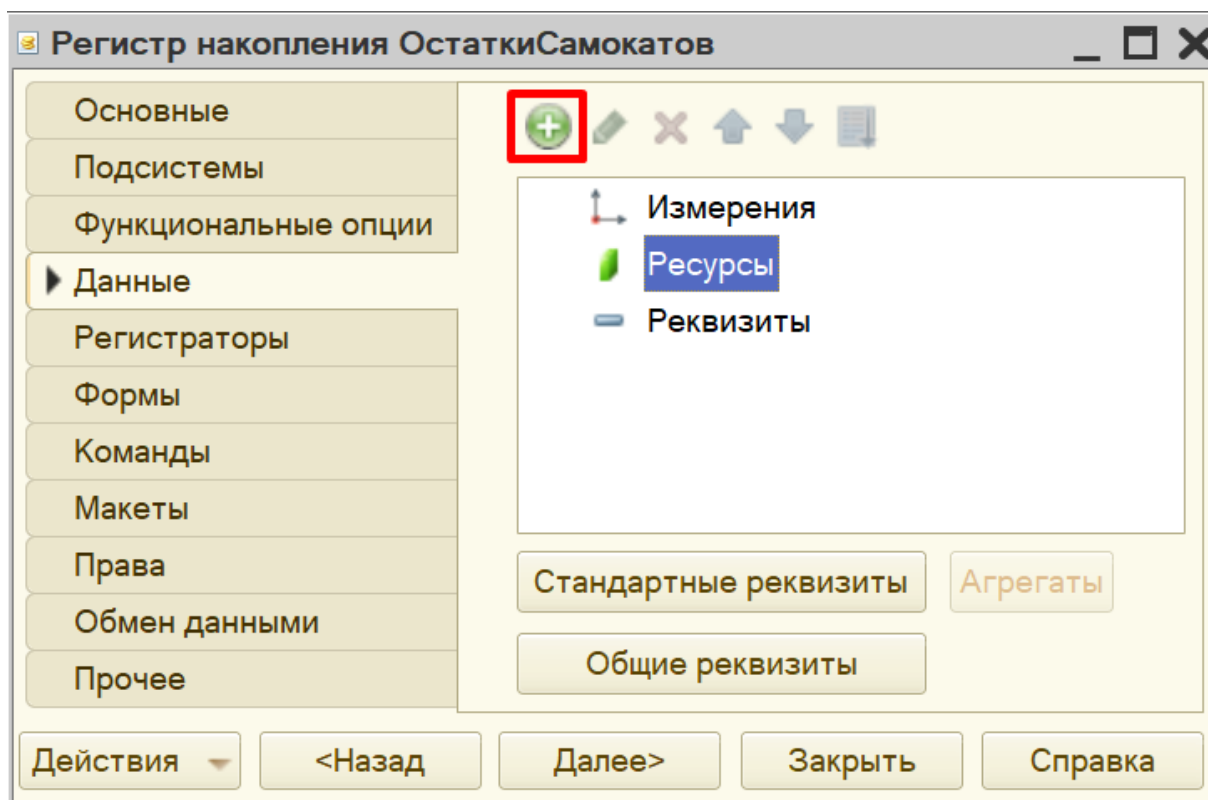 Регистр накопления ОстаткиСамокатов
Основные
Подсистемы
Функциональные опции
Данные
Регистраторы
Формы
Команды
Макеты
Права
Обмен данными
Прочее
Измерения
Ресурсы
Реквизиты
Стандартные реквизиты
Агрегаты
Общие реквизиты
Действия
<Назад
Далее>
Закрыть
Справка